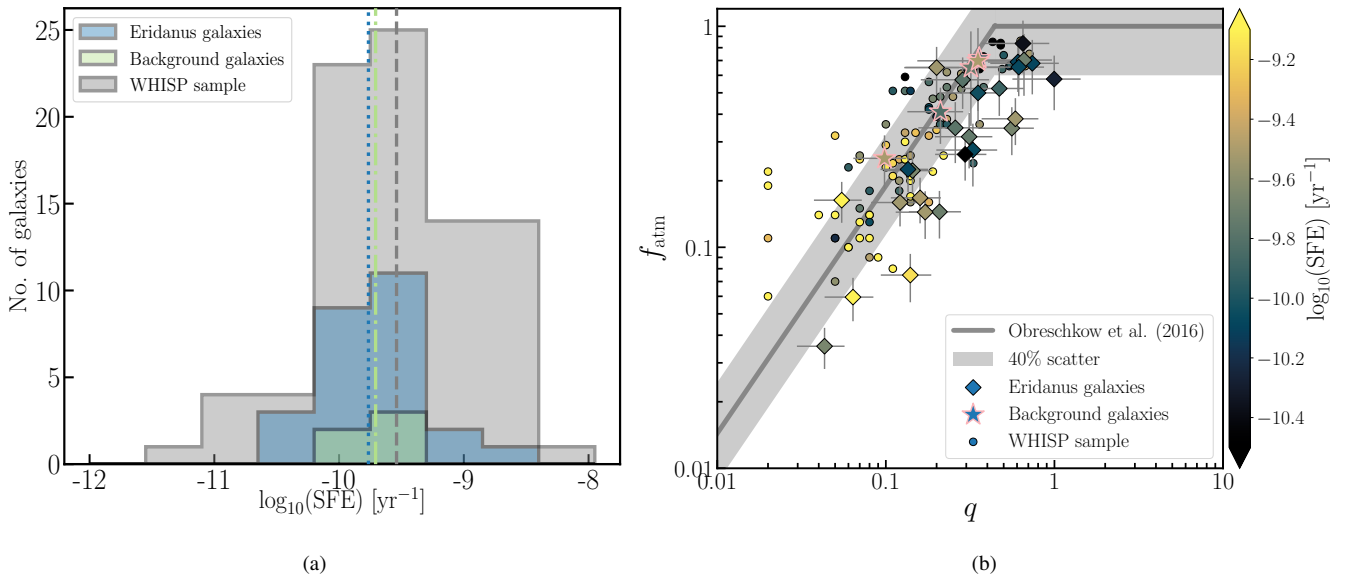 25
20
15
10
5
0
No. of galaxies
Eridanus galaxies
Background galaxies
WHISP sample
-12
-11
-10
-9
-8
log₁₀(SFE) [yr⁻¹]
(a)
1
0.1
0.01
f_atm
Obreschkow et al. (2016)
40% scatter
Eridanus galaxies
Background galaxies
WHISP sample
0.01
0.1
1
10
q
−9.2
−9.4
−9.6
−9.8
−10.0
−10.2
−10.4
log₁₀(SFE) [yr⁻¹]
(b)